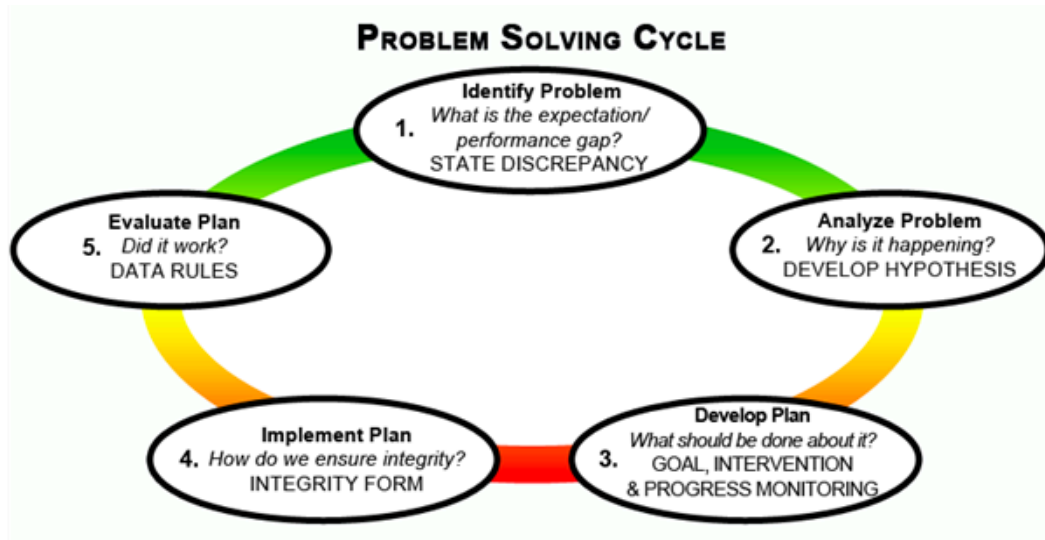 PROBLEM SOLVING CYCLE
1.
Identify Problem
What is the expectation/
performance gap?
STATE DISCREPANCY
2.
Analyze Problem
Why is it happening?
DEVELOP HYPOTHESIS
3.
Develop Plan
What should be done about it?
GOAL, INTERVENTION
& PROGRESS MONITORING
4.
Implement Plan
How do we ensure integrity?
INTEGRITY FORM
5.
Evaluate Plan
Did it work?
DATA RULES